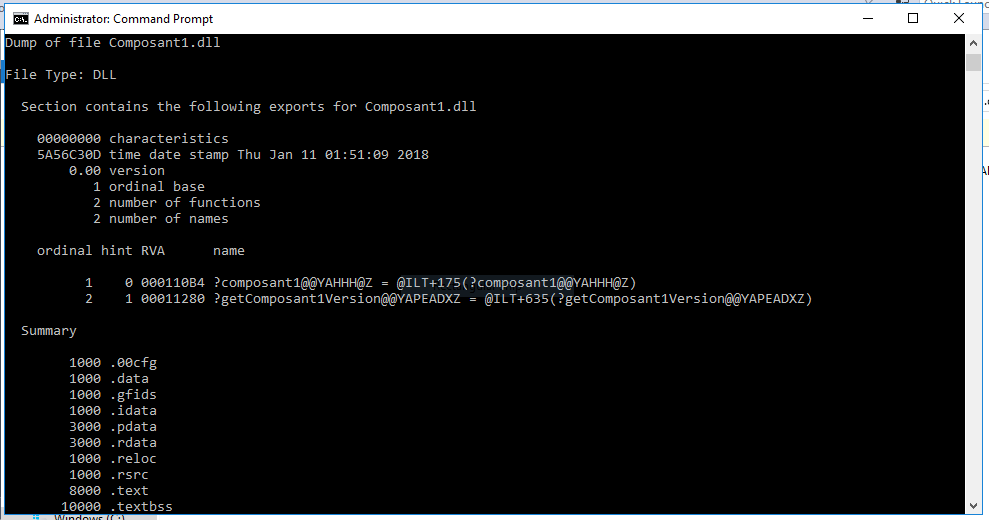 Administrator: Command Prompt
Dump of file Composant1.dll
File Type: DLL
Section contains the following exports for Composant1.dll
00000000 characteristics
5A56C30D time date stamp Thu Jan 11 01:51:09 2018
0.00 version
1 ordinal base
2 number of functions
2 number of names
ordinal hint RVA name
1 0 000110B4 ?composant1@@YAHHH@Z = @ILT+175(?composant1@@YAHHH@Z)
2 1 00011280 ?getComposant1Version@@YAPEADXZ = @ILT+635(?getComposant1Version@@YAPEADXZ)
Summary
1000 .00cfg
1000 .data
1000 .gfids
1000 .idata
3000 .pdata
3000 .rdata
1000 .reloc
1000 .rsrc
8000 .text
10000 .textbss
Windows (C:)